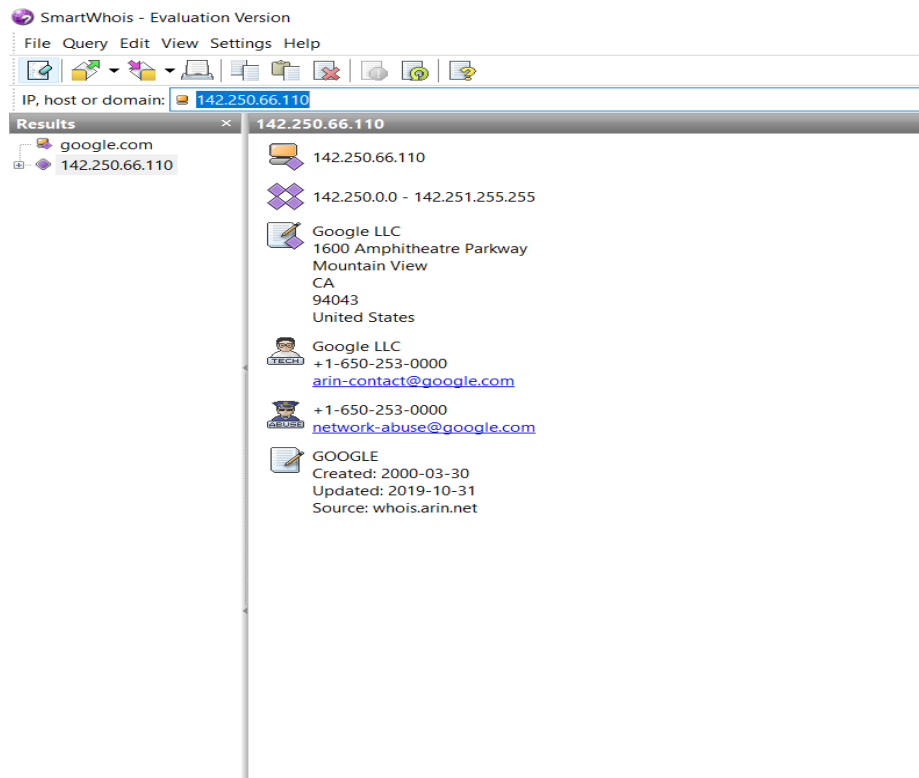 SmartWhois - Evaluation Version
File Query Edit View Settings Help
IP, host or domain: 142.250.66.110
Results ×
google.com
142.250.66.110
142.250.66.110
142.250.66.110
142.250.0.0 - 142.251.255.255
Google LLC
1600 Amphitheatre Parkway
Mountain View
CA
94043
United States
TECH
Google LLC
+1-650-253-0000
arin-contact@google.com
ABUSE
+1-650-253-0000
network-abuse@google.com
GOOGLE
Created: 2000-03-30
Updated: 2019-10-31
Source: whois.arin.net